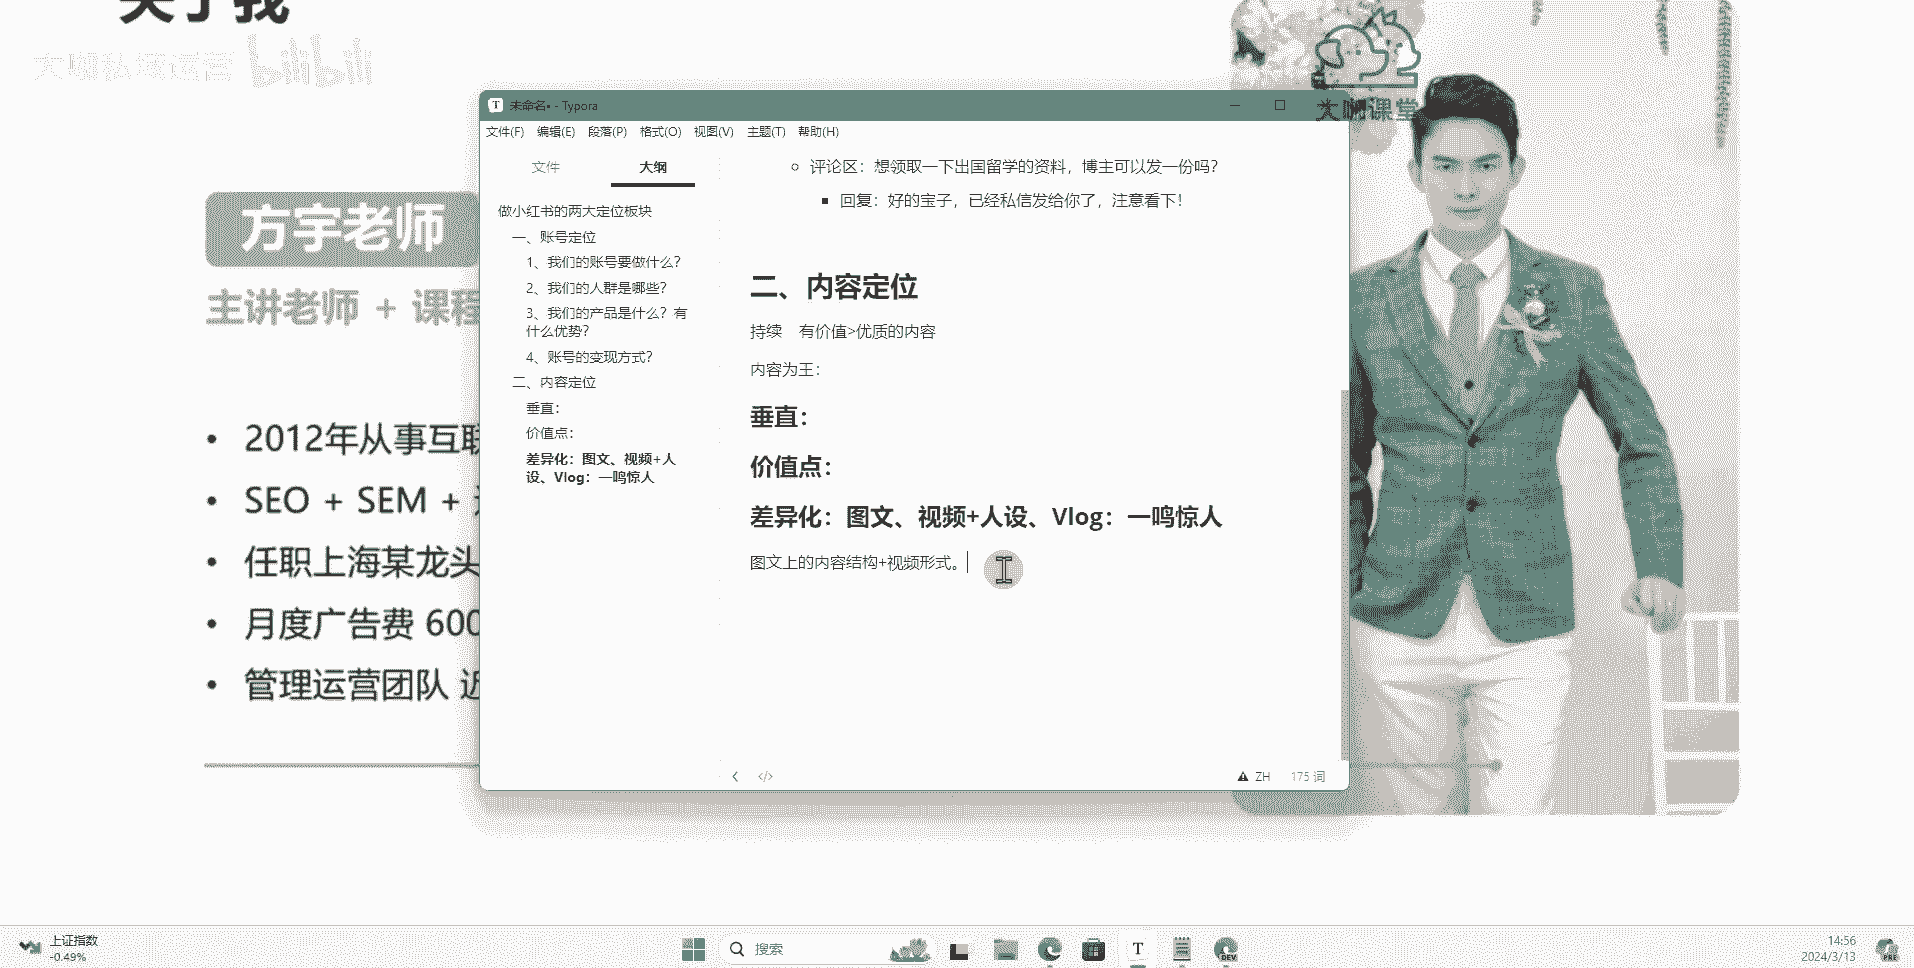 大咖私域运营 bilibili
大咖课堂
方宇老师
主讲老师 + 课程
• 2012年从事互联
• SEO + SEM +
• 任职上海某龙头
• 月度广告费 600
• 管理运营团队 近
未命名• - Typora
文件(F) 编辑(E) 段落(P) 格式(O) 视图(V) 主题(T) 帮助(H)
文件 大纲
做小红书的两大定位板块
一、账号定位
1、我们的账号要做什么？
2、我们的人群是哪些？
3、我们的产品是什么？有
什么优势？
4、账号的变现方式？
二、内容定位
垂直：
价值点：
差异化：图文、视频+人
设、Vlog：一鸣惊人
评论区：想领取一下出国留学的资料，博主可以发一份吗？
回复：好的宝子，已经私信发给你了，注意看下！
二、内容定位
持续 有价值>优质的内容
内容为王：
垂直：
价值点：
差异化：图文、视频+人设、Vlog：一鸣惊人
图文上的内容结构+视频形式。
ZH 175 词
上证指数
-0.49%
搜索
DEV
14:56
2024/3/13
PRE